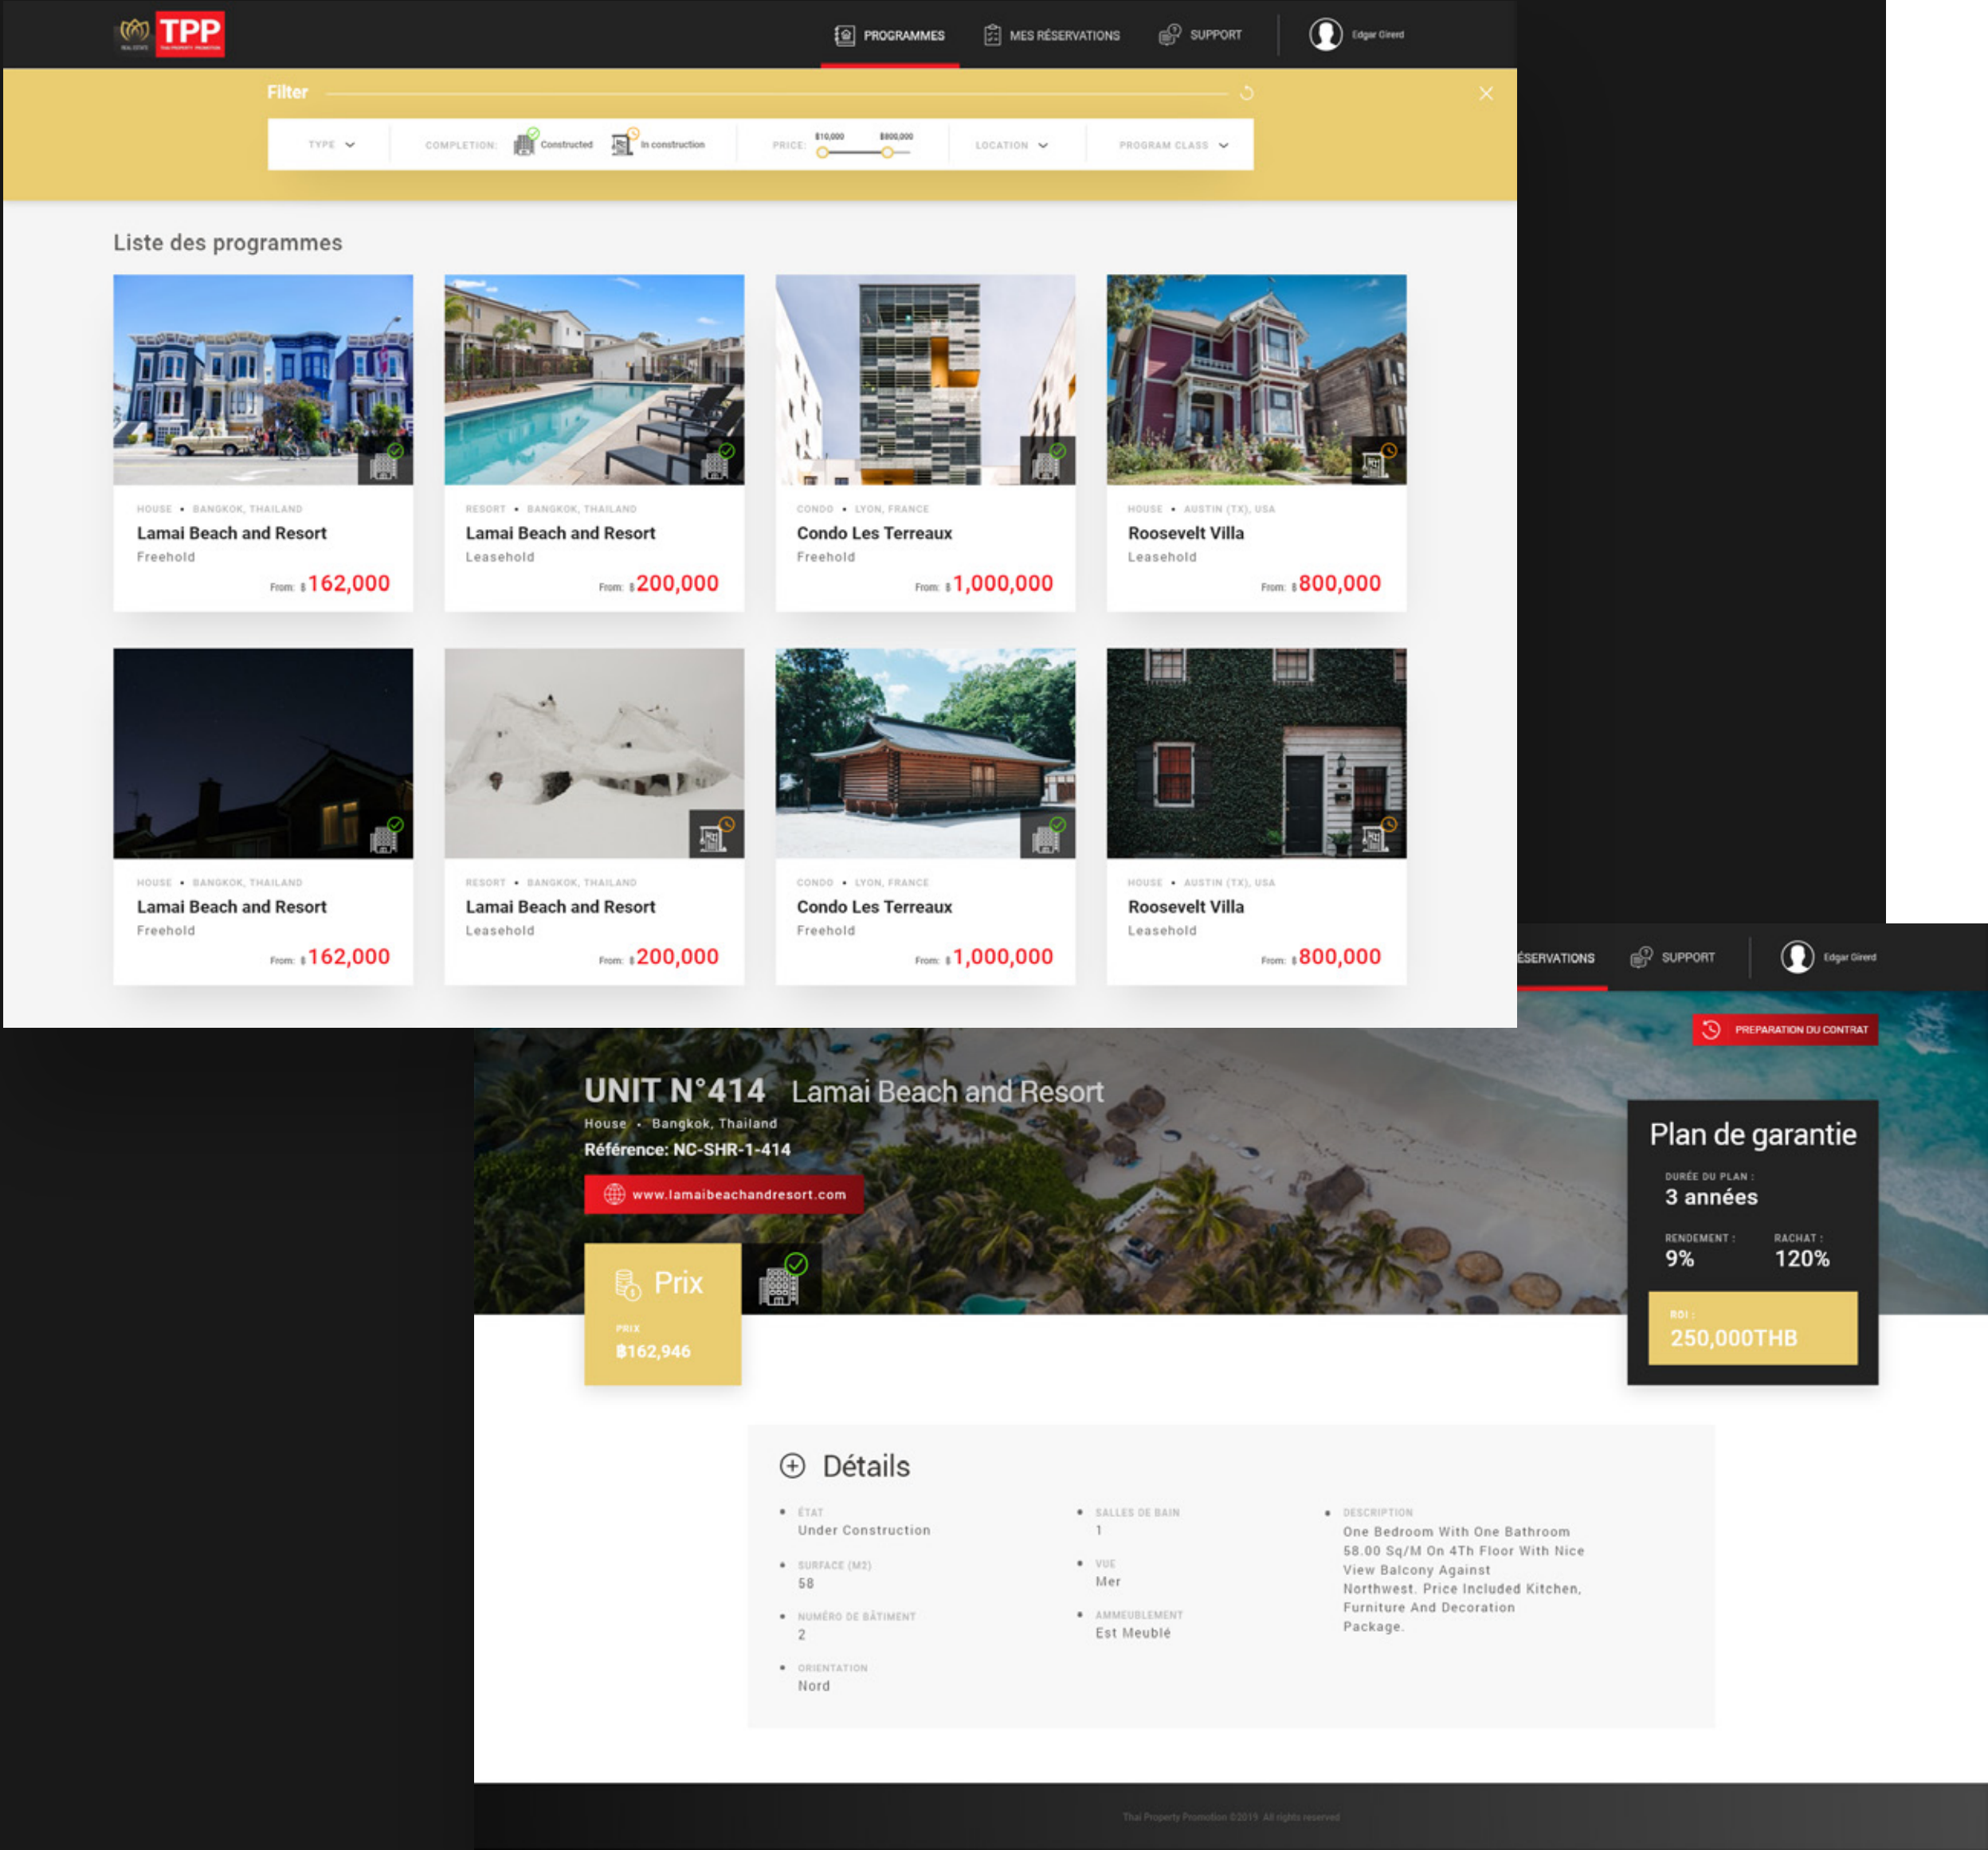 TPP
REAL ESTATE
THAI PROPERTY PROMOTION
PROGRAMMES
MES RÉSERVATIONS
SUPPORT
Edgar Girerd
Filter
TYPE
COMPLETION:
Constructed
In construction
PRICE:
฿10,000
฿800,000
LOCATION
PROGRAM CLASS
Liste des programmes
HOUSE • BANGKOK, THAILAND
Lamai Beach and Resort
Freehold
From: ฿ 162,000
RESORT • BANGKOK, THAILAND
Lamai Beach and Resort
Leasehold
From: ฿ 200,000
CONDO • LYON, FRANCE
Condo Les Terreaux
Freehold
From: ฿ 1,000,000
HOUSE • AUSTIN (TX), USA
Roosevelt Villa
Leasehold
From: ฿ 800,000
HOUSE • BANGKOK, THAILAND
Lamai Beach and Resort
Freehold
From: ฿ 162,000
RESORT • BANGKOK, THAILAND
Lamai Beach and Resort
Leasehold
From: ฿ 200,000
CONDO • LYON, FRANCE
Condo Les Terreaux
Freehold
From: ฿ 1,000,000
HOUSE • AUSTIN (TX), USA
Roosevelt Villa
Leasehold
From: ฿ 800,000
ÉSERVATIONS
SUPPORT
Edgar Girerd
PREPARATION DU CONTRAT
UNIT N°414 Lamai Beach and Resort
House • Bangkok, Thailand
Référence: NC-SHR-1-414
www.lamaibeachandresort.com
Prix
PRIX
฿162,946
Plan de garantie
DURÉE DU PLAN :
3 années
RENDEMENT :
9%
RACHAT :
120%
ROI :
250,000THB
Détails
ÉTAT
Under Construction
SURFACE (M2)
58
NUMÉRO DE BÂTIMENT
2
ORIENTATION
Nord
SALLES DE BAIN
1
VUE
Mer
AMMEUBLEMENT
Est Meublé
DESCRIPTION
One Bedroom With One Bathroom
58.00 Sq/M On 4Th Floor With Nice
View Balcony Against
Northwest. Price Included Kitchen,
Furniture And Decoration
Package.
Thai Property Promotion ©2019 All rights reserved